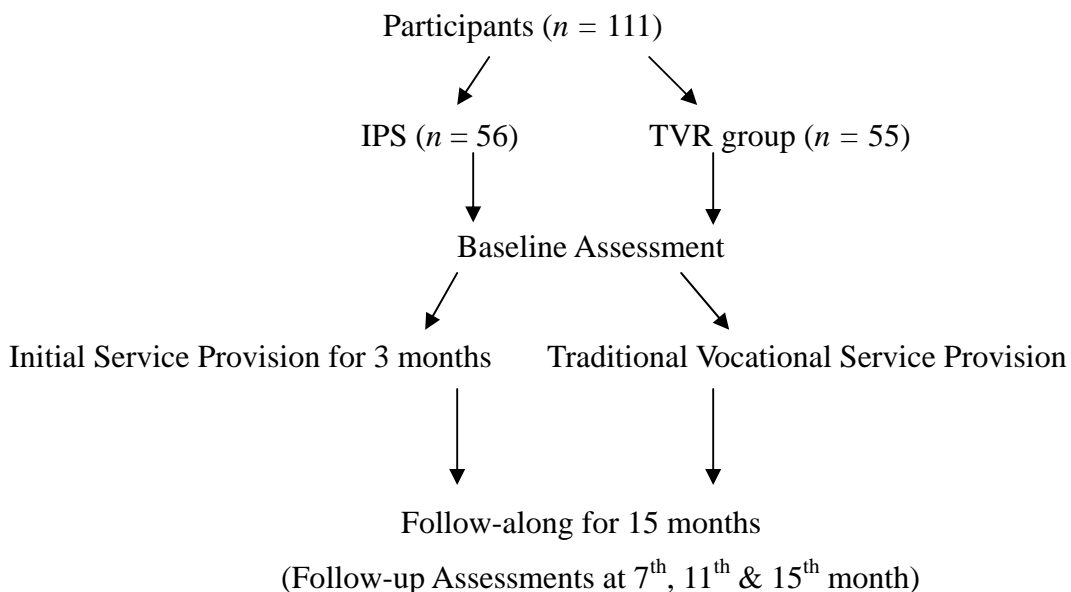 Participants (n = 111)
IPS (n = 56) TVR group (n = 55)
Baseline Assessment
Initial Service Provision for 3 months Traditional Vocational Service Provision
Follow-along for 15 months
(Follow-up Assessments at 7th, 11th & 15th month)